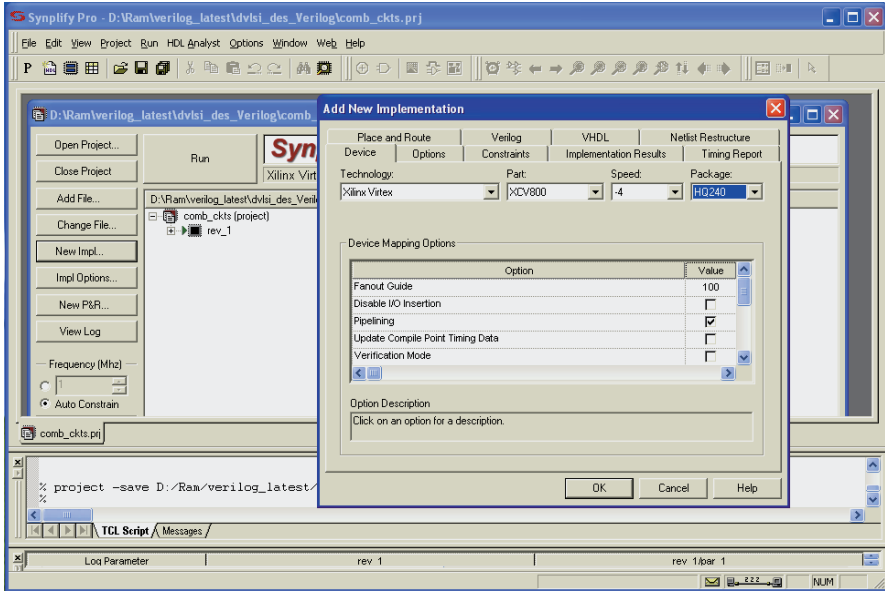 Synplify Pro - D:\Ram\verilog_latest\dvlsi_des_Verilog\comb_ckts.prj
File Edit View Project Run HDL Analyst Options Window Web Help
P
D:\Ram\verilog_latest\dvlsi_des_Verilog\comb_
Open Project...
Close Project
Add File...
Change File...
New Impl...
Impl Options...
New P&R...
View Log
Frequency (Mhz)
1
Auto Constrain
Run
Syn
Xilinx Virt
D:\Ram\verilog_latest\dvlsi_des_Veril
comb_ckts (project)
rev_1
Add New Implementation
Place and Route Verilog VHDL Netlist Restructure
Device Options Constraints Implementation Results Timing Report
Technology: Part: Speed: Package:
Xilinx Virtex XCV800 -4 HQ240
Device Mapping Options
Option Value
Fanout Guide 100
Disable I/O Insertion
Pipelining
Update Compile Point Timing Data
Verification Mode
Option Description
Click on an option for a description.
OK Cancel Help
comb_ckts.prj
% project -save D:/Ram/verilog_latest/
%
TCL Script Messages
Log Parameter rev_1 rev_1/par_1
NUM